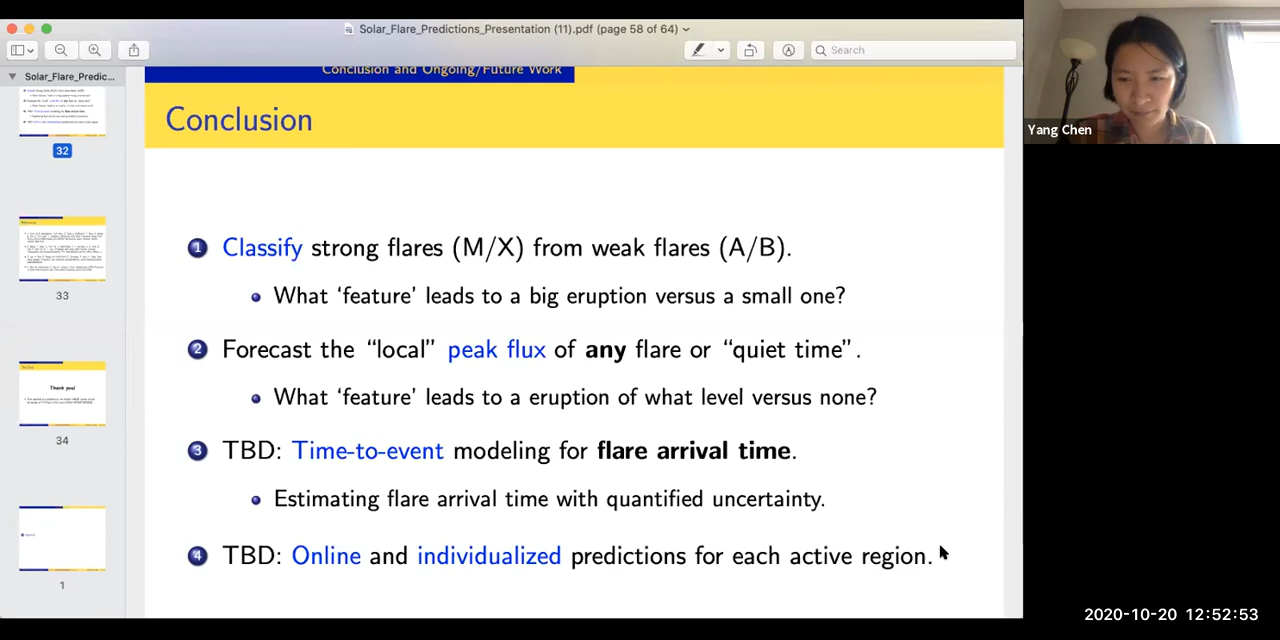 Solar_Flare_Predictions_Presentation (11).pdf (page 58 of 64)
Search
Solar_Flare_Predic...
32
33
Thank you!
34
1
Conclusion and Ongoing/Future Work
Conclusion
1 Classify strong flares (M/X) from weak flares (A/B).
What ‘feature’ leads to a big eruption versus a small one?
2 Forecast the “local” peak flux of any flare or “quiet time”.
What ‘feature’ leads to a eruption of what level versus none?
3 TBD: Time-to-event modeling for flare arrival time.
Estimating flare arrival time with quantified uncertainty.
4 TBD: Online and individualized predictions for each active region.
Yang Chen
2020-10-20 12:52:53